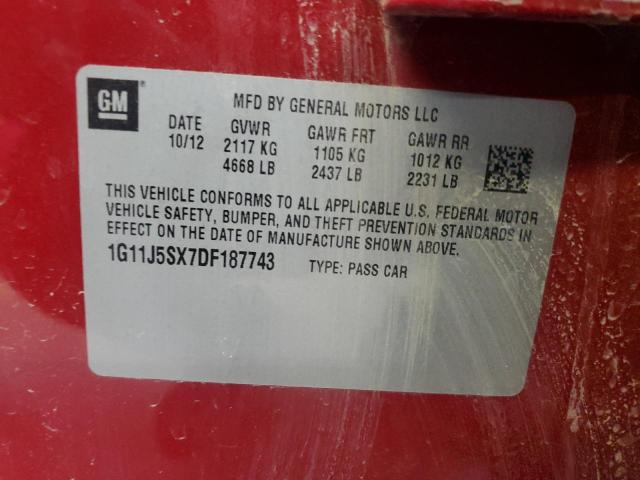 GM
MFD BY GENERAL MOTORS LLC
DATE GVWR GAWR FRT GAWR RR
10/12 2117 KG 1105 KG 1012 KG
4668 LB 2437 LB 2231 LB
THIS VEHICLE CONFORMS TO ALL APPLICABLE U.S. FEDERAL MOTOR
VEHICLE SAFETY, BUMPER, AND THEFT PREVENTION STANDARDS IN
EFFECT ON THE DATE OF MANUFACTURE SHOWN ABOVE.
1G11J5SX7DF187743 TYPE: PASS CAR